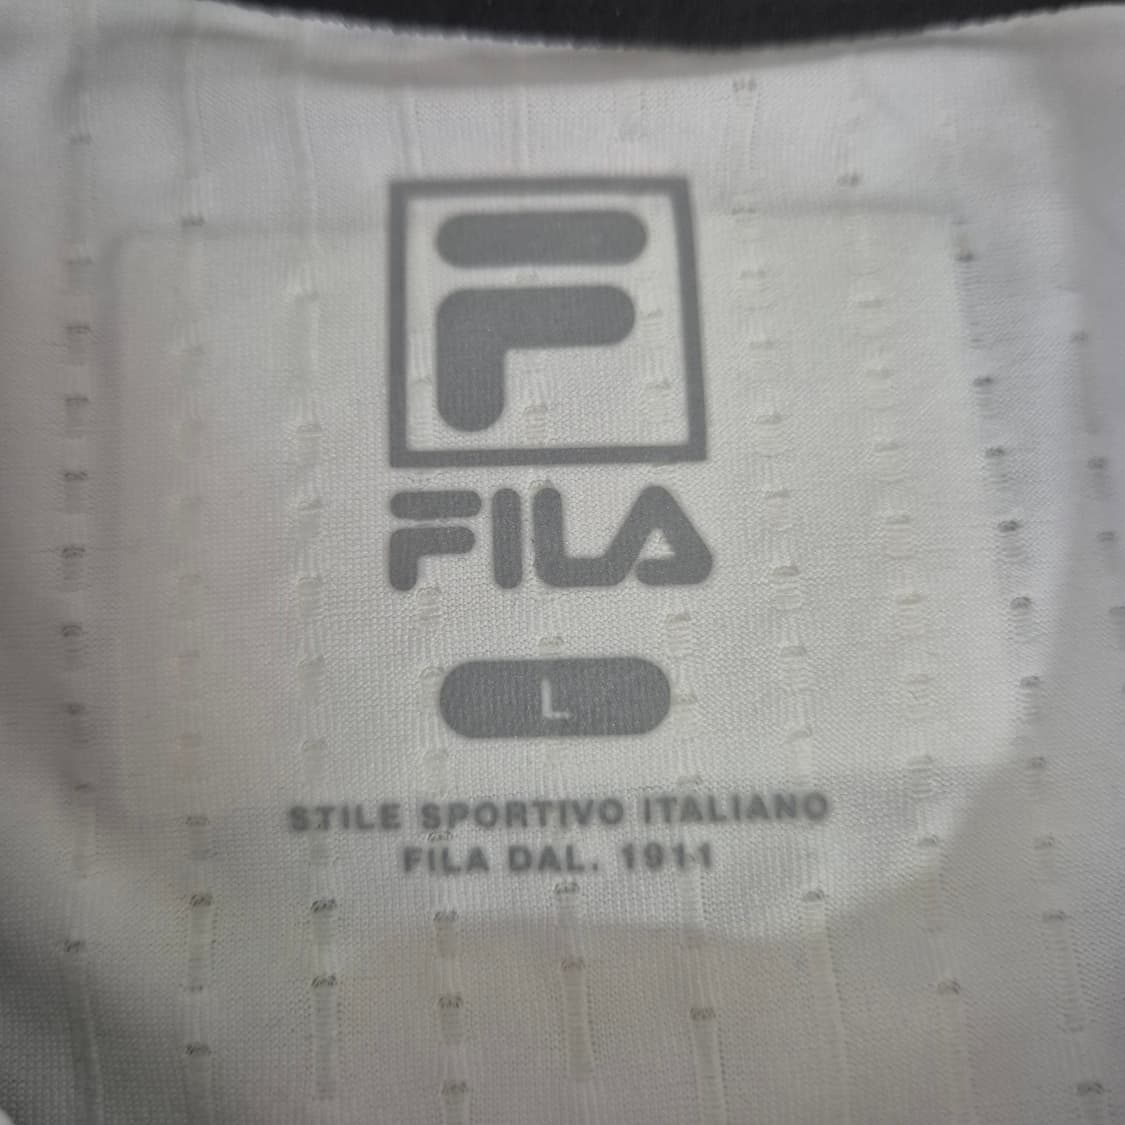 F
FILA
L
STILE SPORTIVO ITALIANO
FILA DAL. 1911